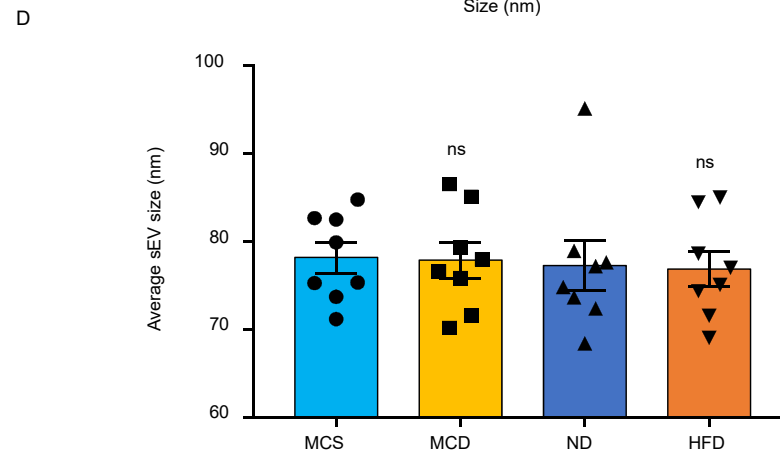 Size (nm)
D
100
90
80
70
60
Average sEV size (nm)
ns
ns
MCS
MCD
ND
HFD